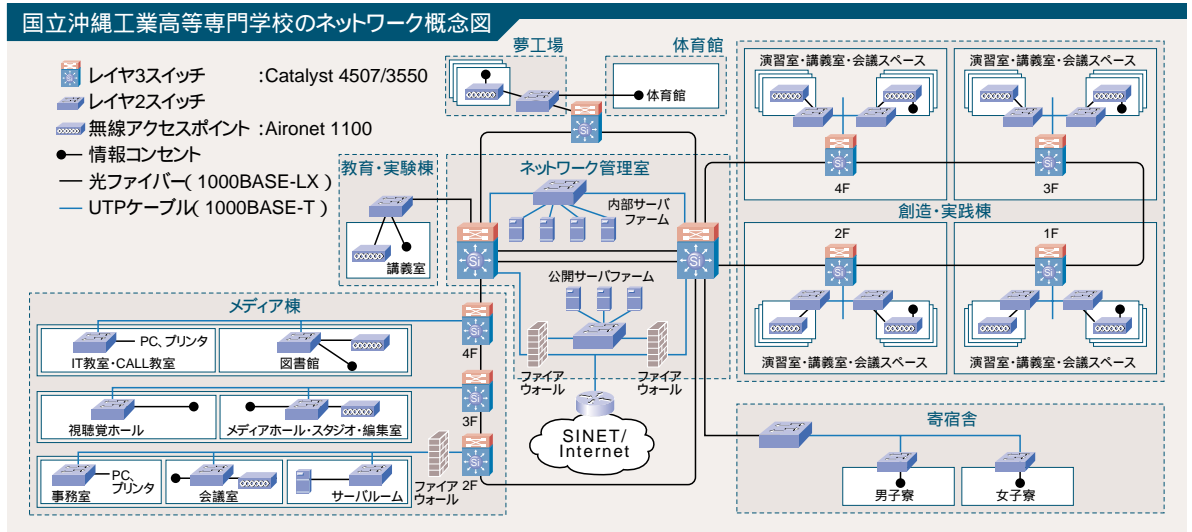 国立沖縄工業高等専門学校のネットワーク概念図
レイヤ3スイッチ :Catalyst 4507/3550
レイヤ2スイッチ
無線アクセスポイント :Aironet 1100
情報コンセント
光ファイバー(1000BASE-LX)
UTPケーブル(1000BASE-T)
夢工場
体育館
体育館
Si
教育・実験棟
講義室
ネットワーク管理室
内部サーバ
ファーム
Si
Si
公開サーバファーム
ファイア
ウォール
ファイア
ウォール
SINET/
Internet
演習室・講義室・会議スペース
Si
4F
演習室・講義室・会議スペース
Si
3F
創造・実践棟
2F
Si
演習室・講義室・会議スペース
1F
Si
演習室・講義室・会議スペース
メディア棟
PC、プリンタ
IT教室・CALL教室
図書館
Si
4F
視聴覚ホール
メディアホール・スタジオ・編集室
Si
3F
PC、
プリンタ
事務室
会議室
サーバルーム
ファイア
ウォール
Si
2F
寄宿舎
男子寮
女子寮